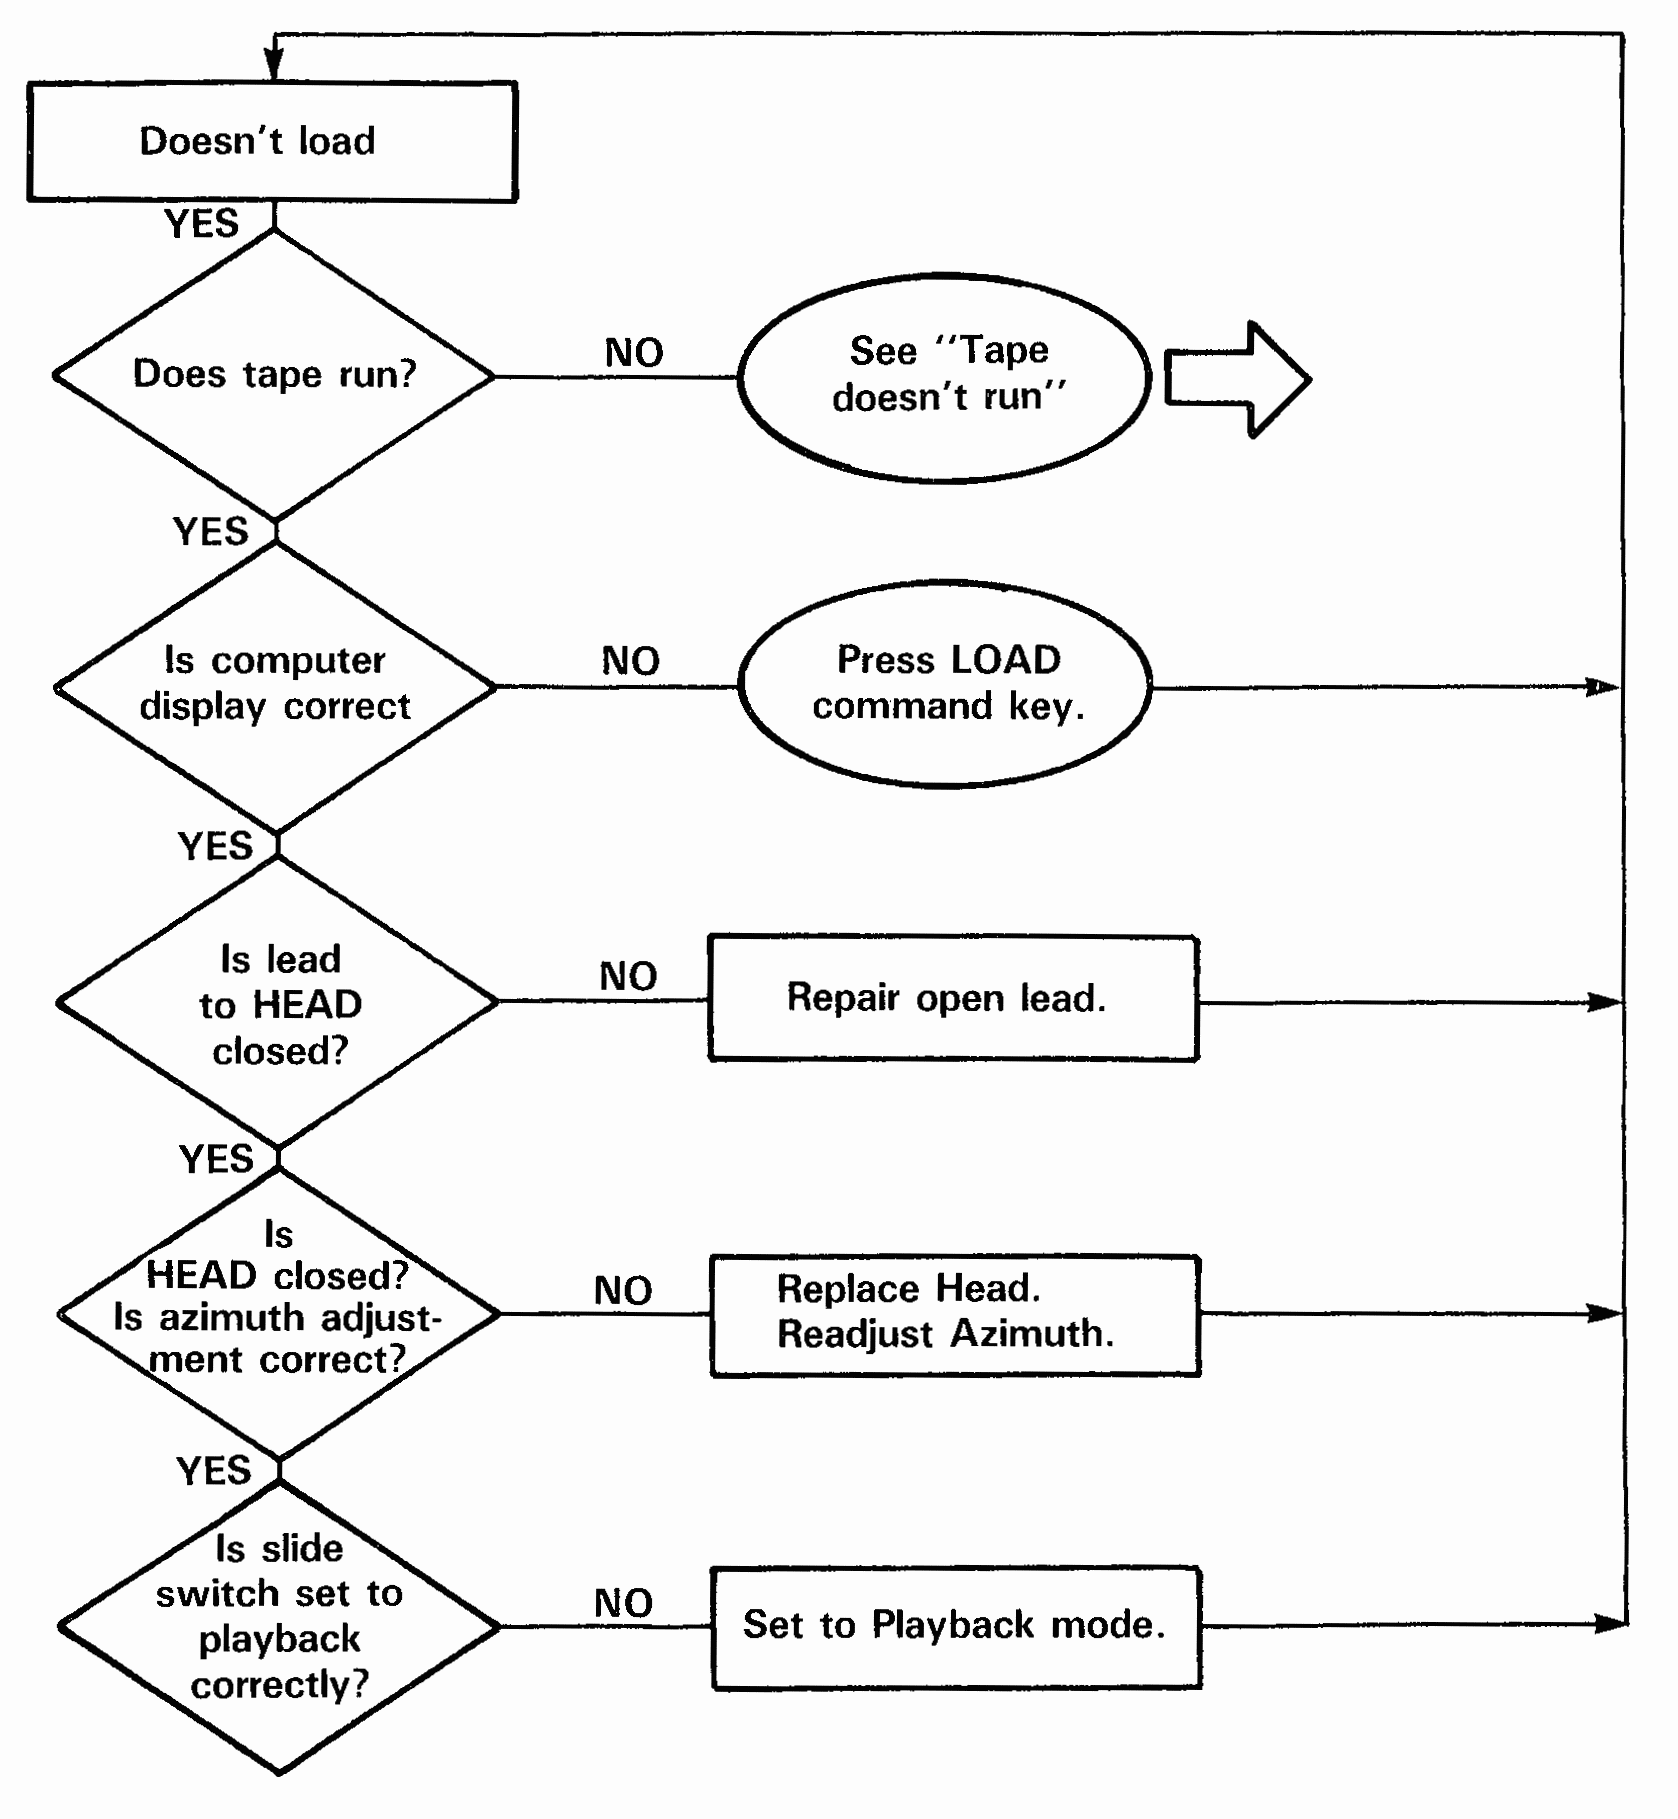 Doesn't load
YES
Does tape run?
NO
See "Tape
doesn't run"
YES
Is computer
display correct
NO
Press LOAD
command key.
YES
Is lead
to HEAD
closed?
NO
Repair open lead.
YES
Is
HEAD closed?
Is azimuth adjust-
ment correct?
NO
Replace Head.
Readjust Azimuth.
YES
Is slide
switch set to
playback
correctly?
NO
Set to Playback mode.